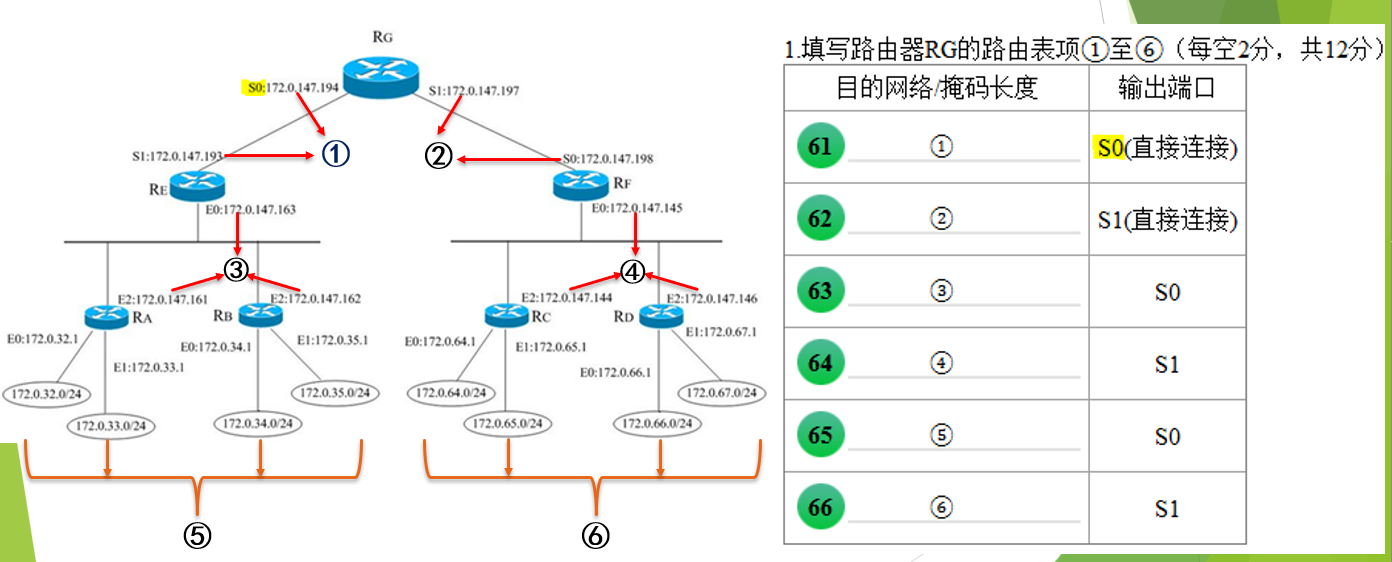 RG
S0:172.0.147.194
S1:172.0.147.197
①
②
S1:172.0.147.193
S0:172.0.147.198
RE
RF
E0:172.0.147.163
E0:172.0.147.145
③
④
E2:172.0.147.161
E2:172.0.147.162
E2:172.0.147.144
E2:172.0.147.146
RA
RB
RC
RD
E0:172.0.32.1
E1:172.0.33.1
E0:172.0.34.1
E1:172.0.35.1
E0:172.0.64.1
E1:172.0.65.1
E0:172.0.66.1
E1:172.0.67.1
172.0.32.0/24
172.0.33.0/24
172.0.34.0/24
172.0.35.0/24
172.0.64.0/24
172.0.65.0/24
172.0.66.0/24
172.0.67.0/24
⑤
⑥
1.填写路由器RG的路由表项①至⑥（每空2分，共12分）
目的网络/掩码长度 输出端口
61 ① S0(直接连接)
62 ② S1(直接连接)
63 ③ S0
64 ④ S1
65 ⑤ S0
66 ⑥ S1